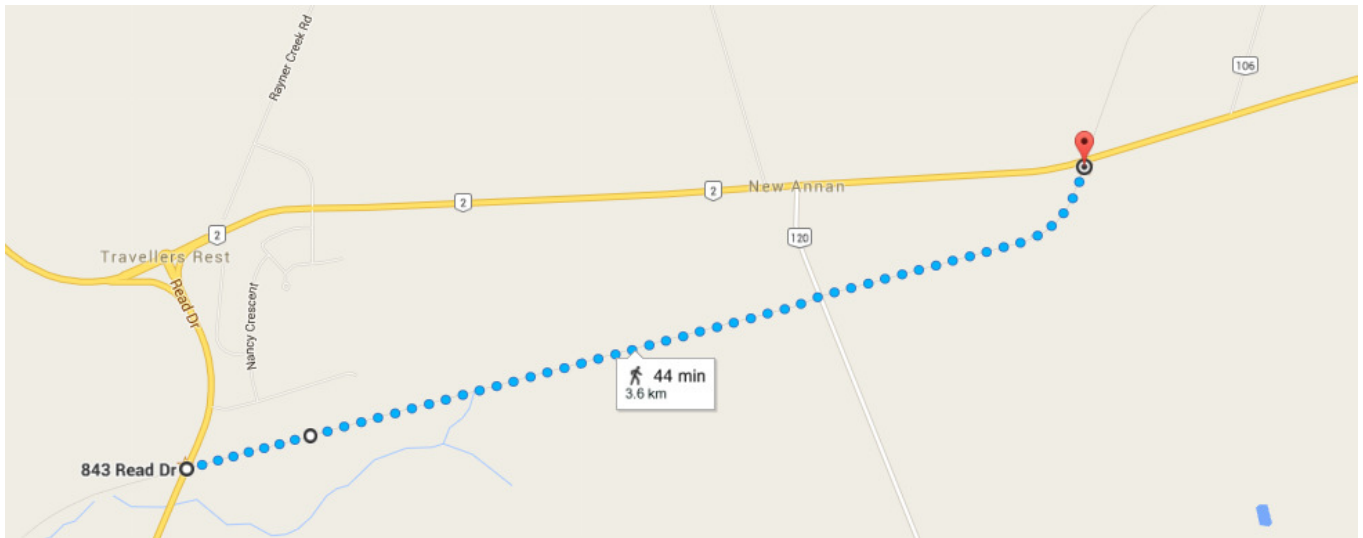 Rayner Creek Rd
106
2
2
New Annan
2
120
Travellers Rest
Read Dr
Nancy Crescent
44 min
3.6 km
843 Read Dr